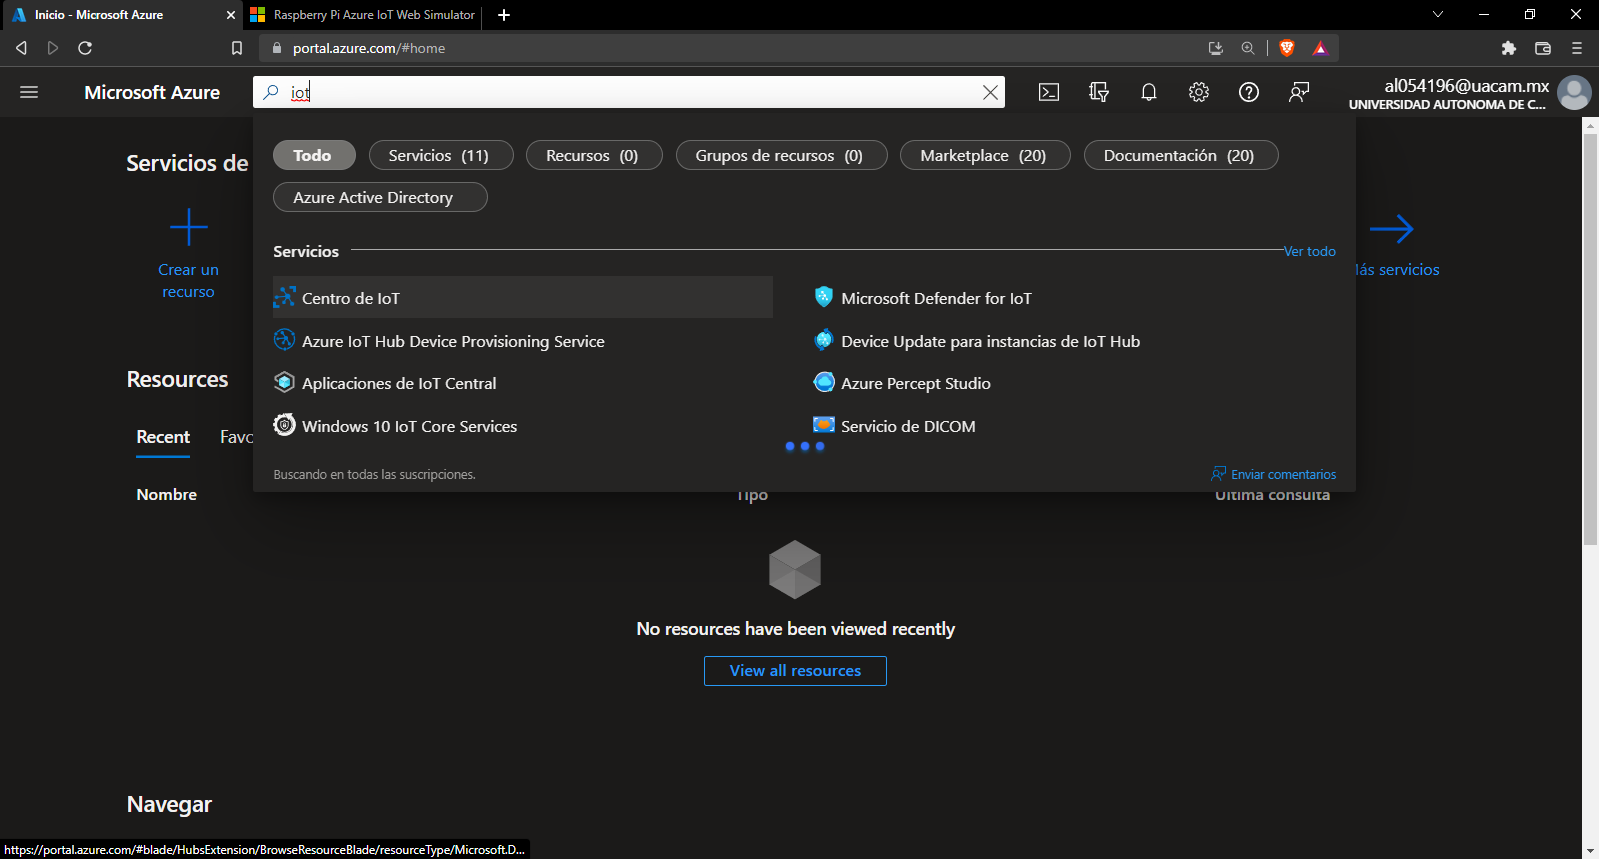 Inicio - Microsoft Azure
Raspberry Pi Azure IoT Web Simulator
portal.azure.com/#home
Microsoft Azure
iot
al054196@uacam.mx
UNIVERSIDAD AUTONOMA DE C...
Todo
Servicios (11)
Recursos (0)
Grupos de recursos (0)
Marketplace (20)
Documentación (20)
Azure Active Directory
Servicios de
Crear un
recurso
ás servicios
Servicios
Ver todo
Centro de IoT
Microsoft Defender for IoT
Azure IoT Hub Device Provisioning Service
Device Update para instancias de IoT Hub
Aplicaciones de IoT Central
Azure Percept Studio
Windows 10 IoT Core Services
Servicio de DICOM
Buscando en todas las suscripciones.
Enviar comentarios
Resources
Recent
Favo
Nombre
Tipo
Última consulta
No resources have been viewed recently
View all resources
Navegar
https://portal.azure.com/#blade/HubsExtension/BrowseResourceBlade/resourceType/Microsoft.D...